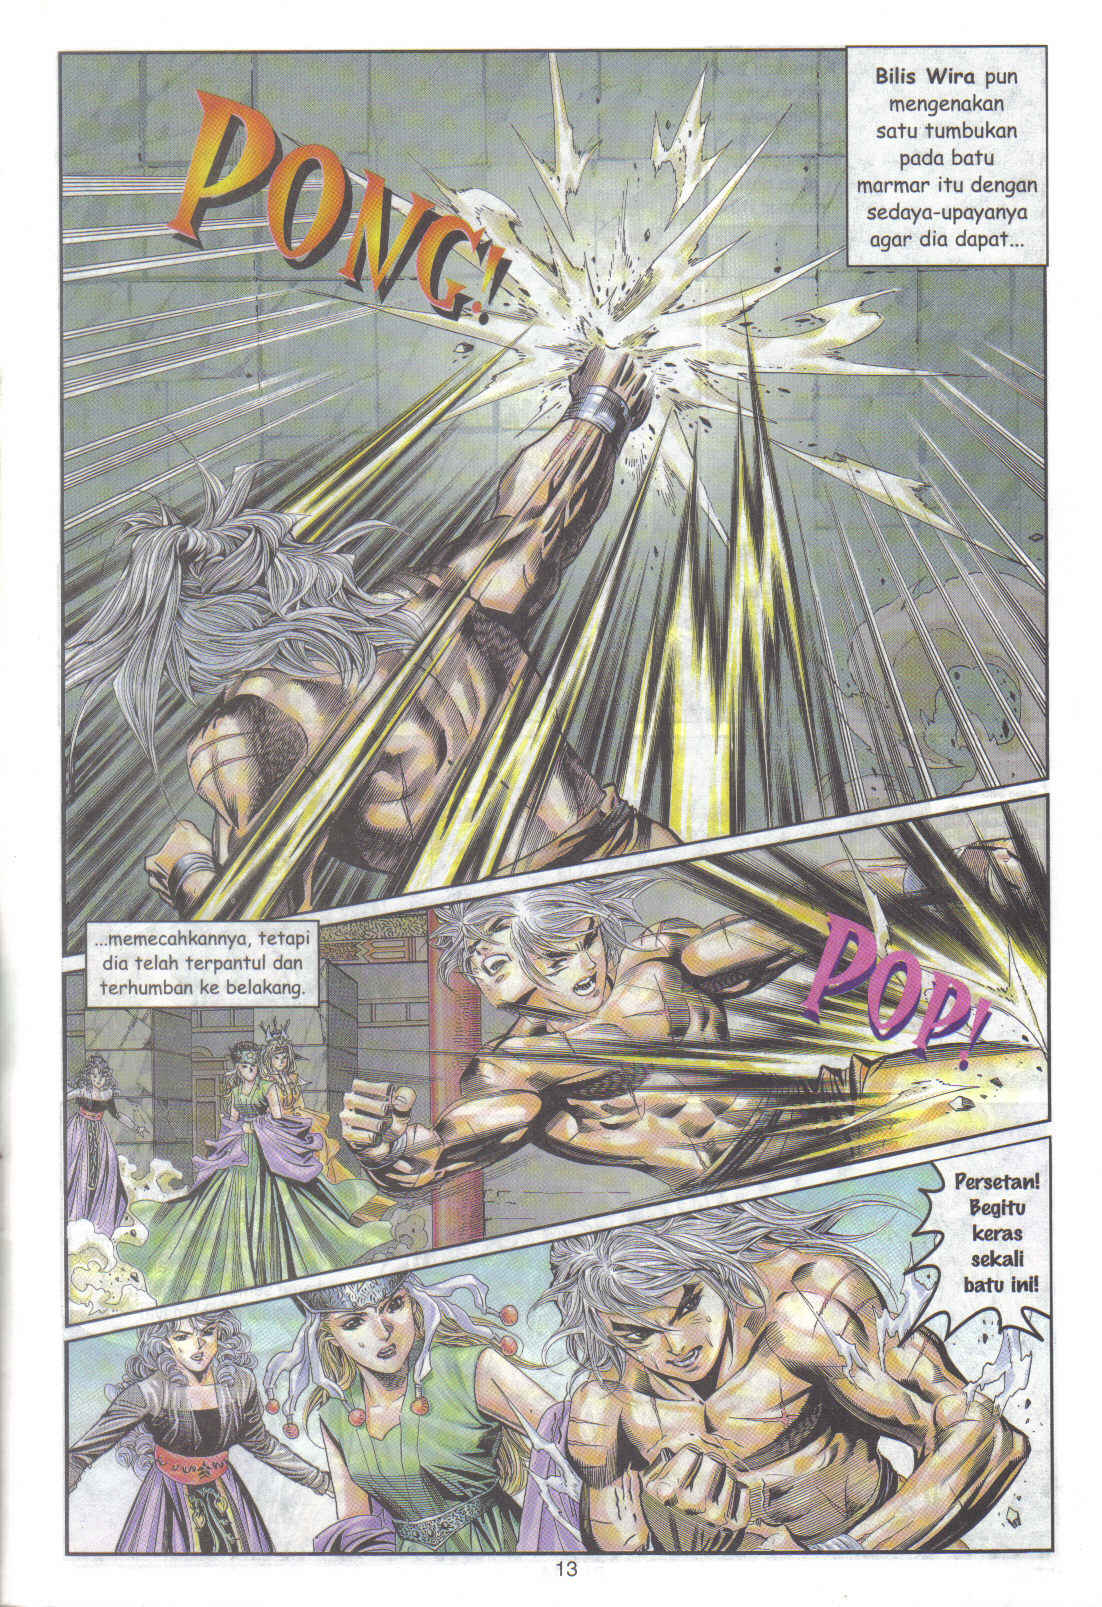 Bilis Wira pun
mengenakan
satu tumbukan
pada batu
marmar itu dengan
sedaya-upayanya
agar dia dapat...
PONG!
...memecahkannya, tetapi
dia telah terpantul dan
terhumban ke belakang.
POP!
Persetan!
Begitu
keras
sekali
batu ini!
13